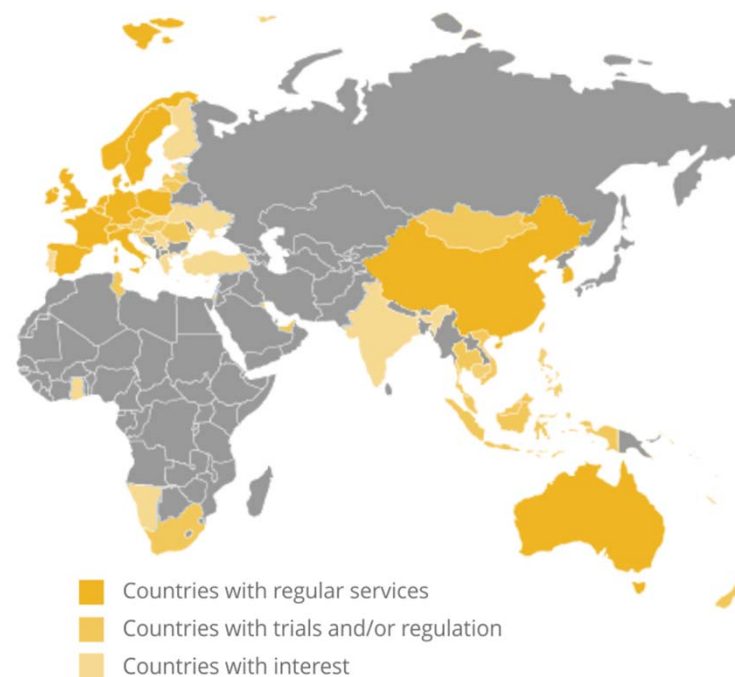 Countries with regular services
Countries with trials and/or regulation
Countries with interest